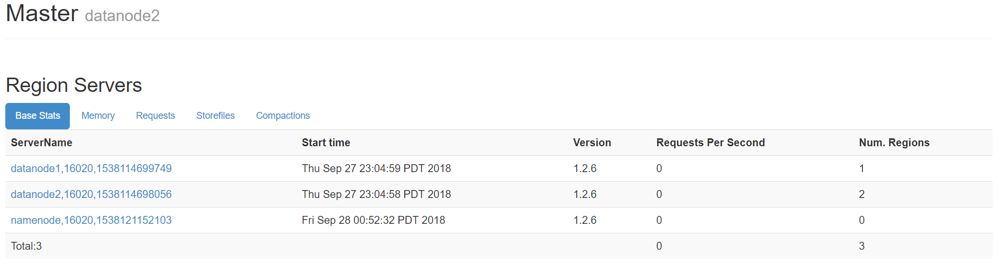 Master datanode2
Region Servers
Base Stats Memory Requests Storefiles Compactions
ServerName Start time Version Requests Per Second Num. Regions
datanode1,16020,1538114699749 Thu Sep 27 23:04:59 PDT 2018 1.2.6 0 1
datanode2,16020,1538114698056 Thu Sep 27 23:04:58 PDT 2018 1.2.6 0 2
namenode,16020,1538121152103 Fri Sep 28 00:52:32 PDT 2018 1.2.6 0 0
Total:3 0 3